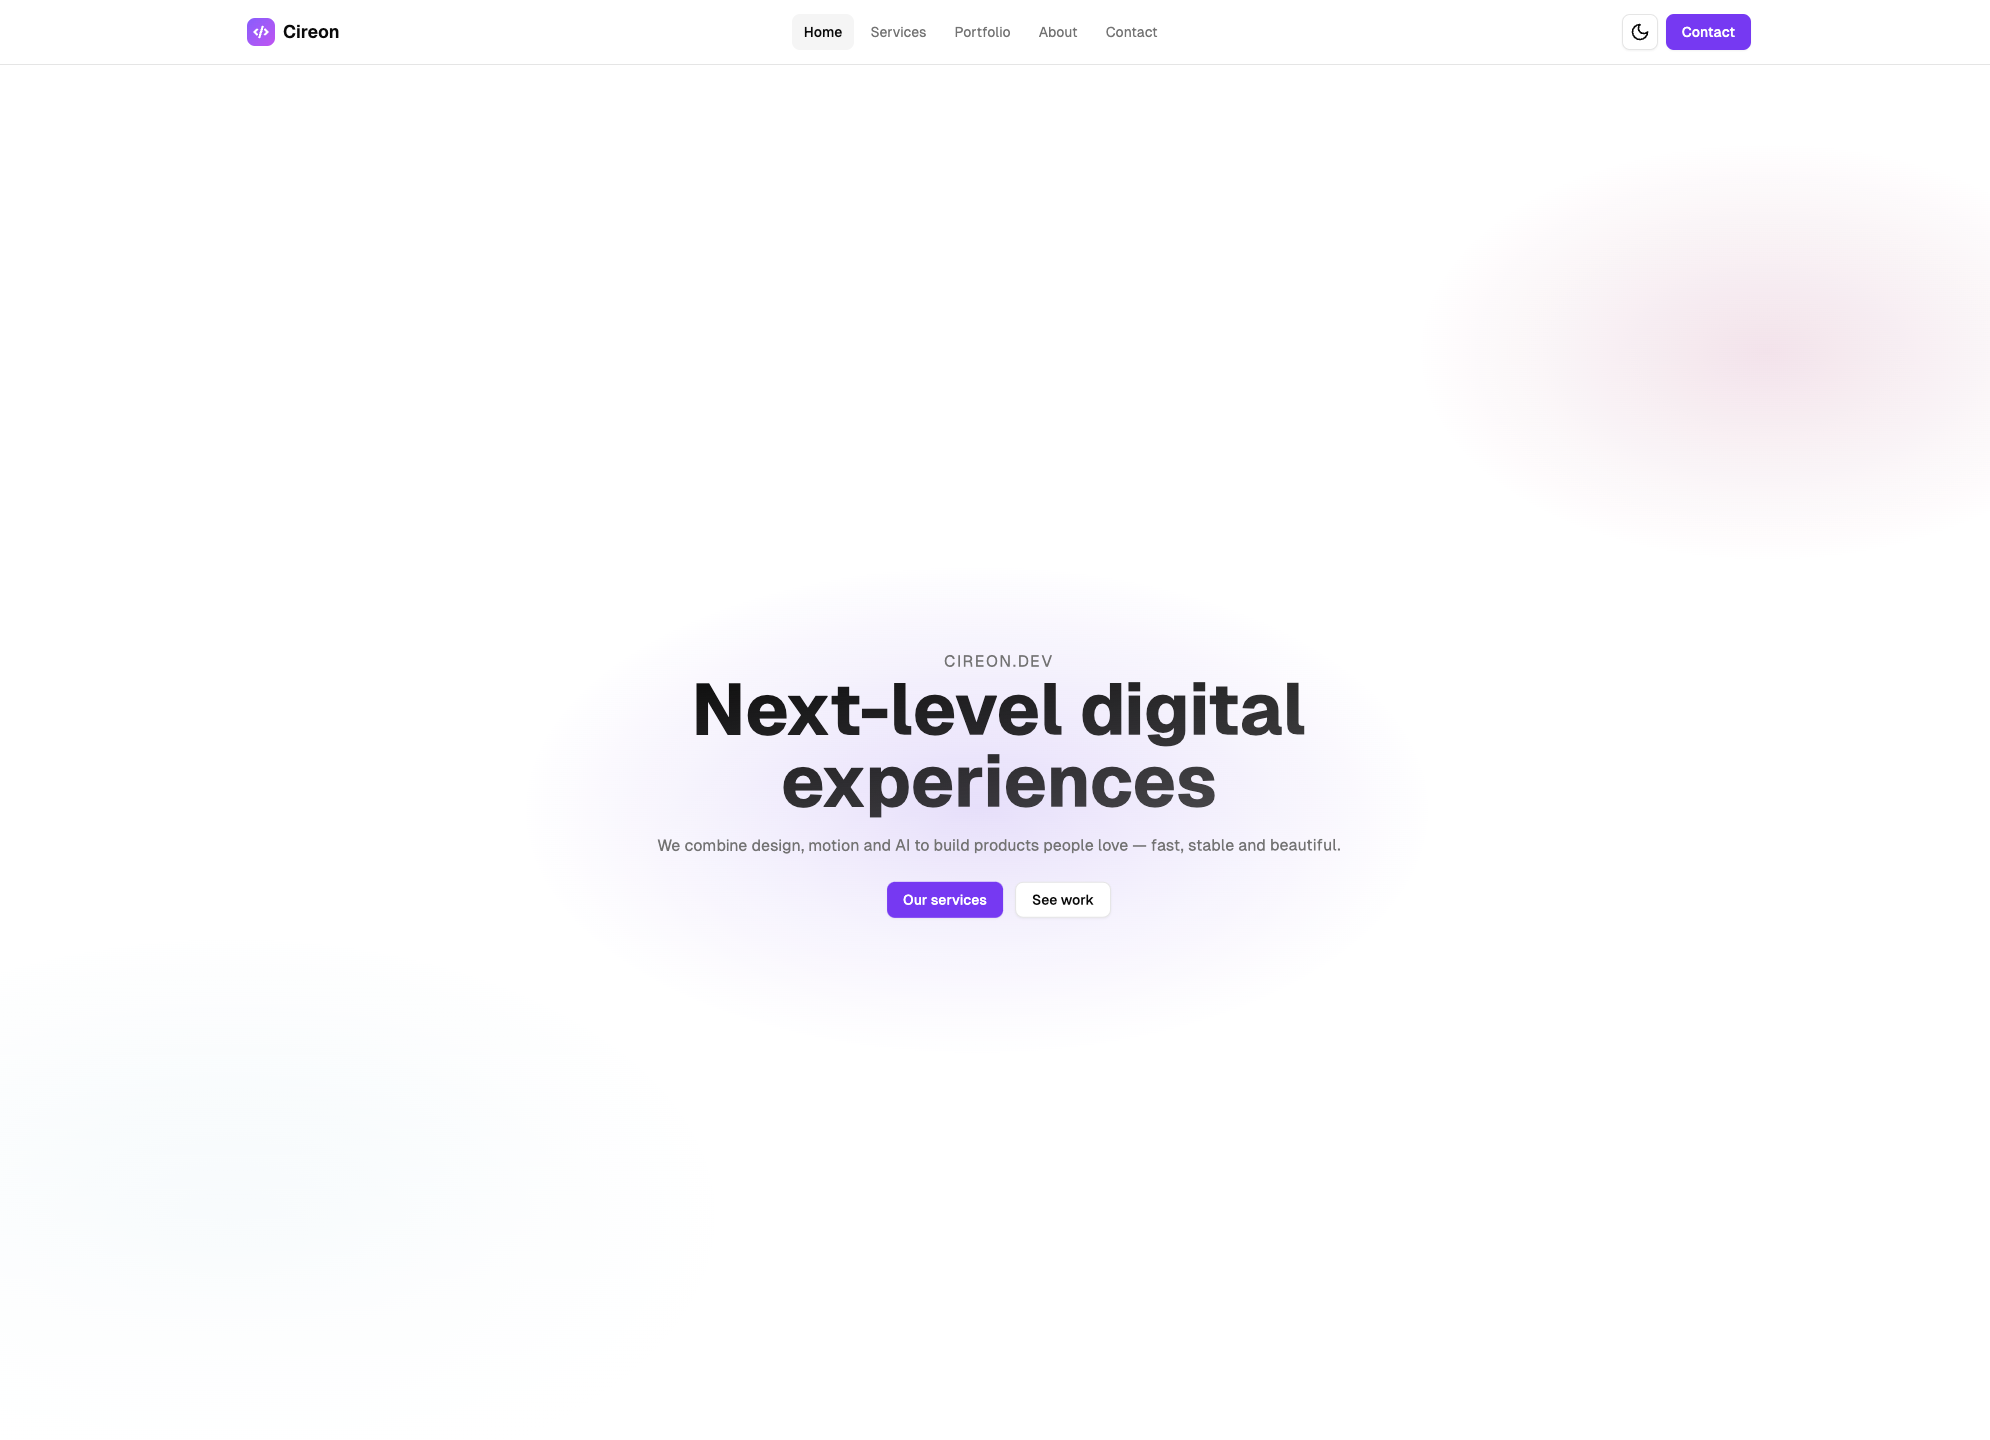 Cireon
Home Services Portfolio About Contact
Contact
CIREON.DEV
Next-level digital
experiences
We combine design, motion and AI to build products people love — fast, stable and beautiful.
Our services
See work